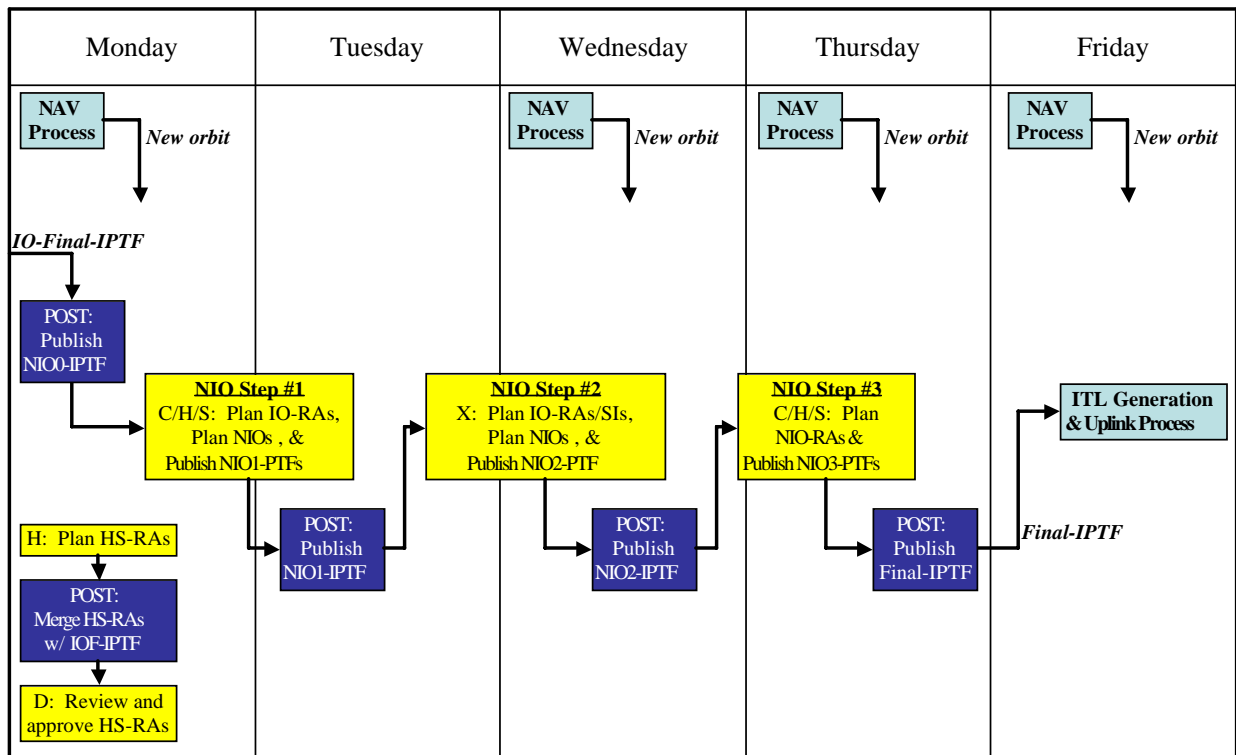 Monday
Tuesday
Wednesday
Thursday
Friday
NAV
Process
New orbit
NAV
Process
New orbit
NAV
Process
New orbit
NAV
Process
New orbit
IO-Final-IPTF
POST:
Publish
NIO0-IPTF
NIO Step #1
C/H/S: Plan IO-RAs,
Plan NIOs , &
Publish NIO1-PTFs
NIO Step #2
X: Plan IO-RAs/SIs,
Plan NIOs , &
Publish NIO2-PTF
NIO Step #3
C/H/S: Plan
NIO-RAs &
Publish NIO3-PTFs
ITL Generation
& Uplink Process
H: Plan HS-RAs
POST:
Merge HS-RAs
w/ IOF-IPTF
D: Review and
approve HS-RAs
POST:
Publish
NIO1-IPTF
POST:
Publish
NIO2-IPTF
POST:
Publish
Final-IPTF
Final-IPTF